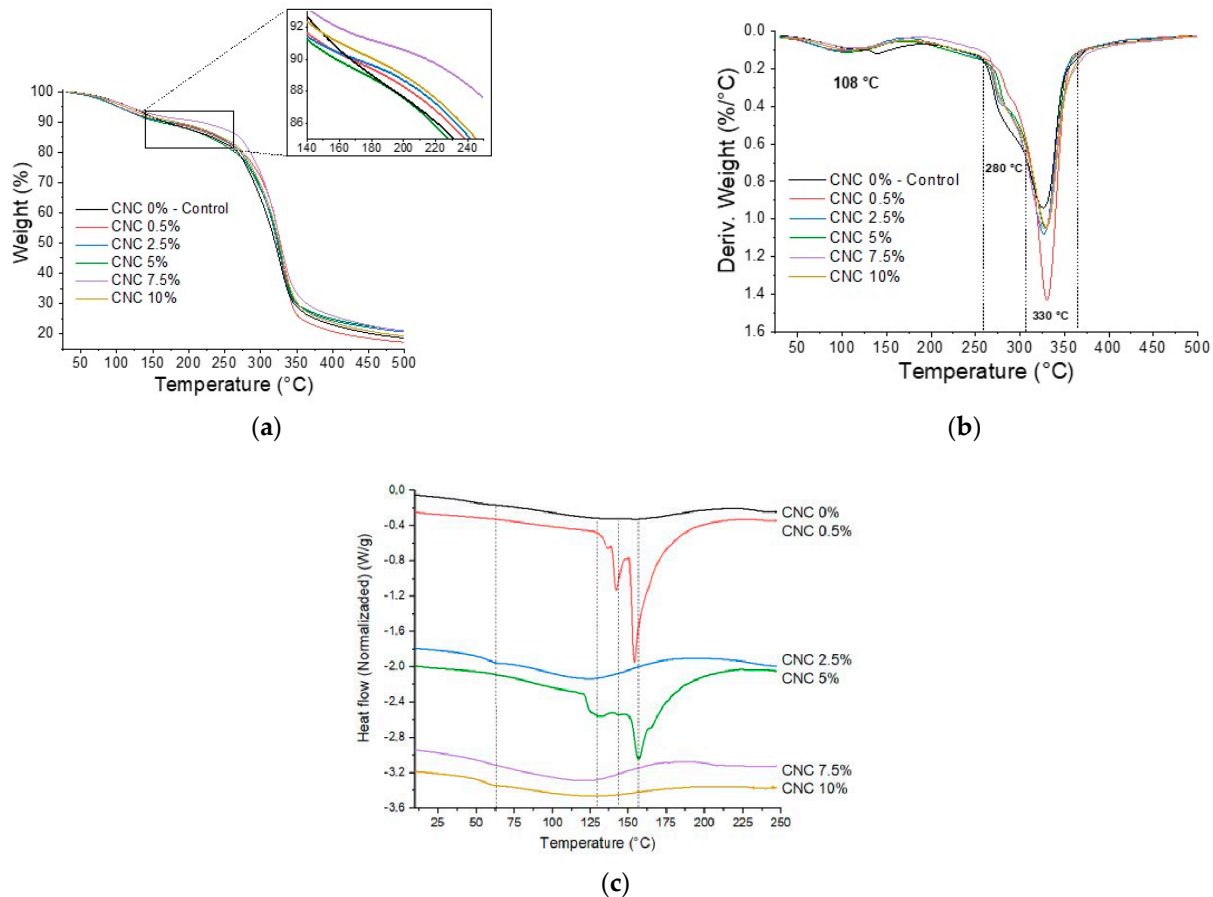 92
90
88
86
140 160 180 200 220 240
100
90
80
70
60
50
40
30
20
Weight (%)
CNC 0% - Control
CNC 0.5%
CNC 2.5%
CNC 5%
CNC 7.5%
CNC 10%
50 100 150 200 250 300 350 400 450 500
Temperature (°C)
(a)
0.0
0.2
0.4
0.6
0.8
1.0
1.2
1.4
1.6
Deriv. Weight (%/°C)
108 °C
280 °C
330 °C
CNC 0% - Control
CNC 0.5%
CNC 2.5%
CNC 5%
CNC 7.5%
CNC 10%
50 100 150 200 250 300 350 400 450 500
Temperature (°C)
(b)
0,0
-0.4
-0.8
-1.2
-1.6
-2.0
-2.4
-2.8
-3.2
-3.6
Heat flow (Normalizaded) (W/g)
CNC 0%
CNC 0.5%
CNC 2.5%
CNC 5%
CNC 7.5%
CNC 10%
25 50 75 100 125 150 175 200 225 250
Temperature (°C)
(c)